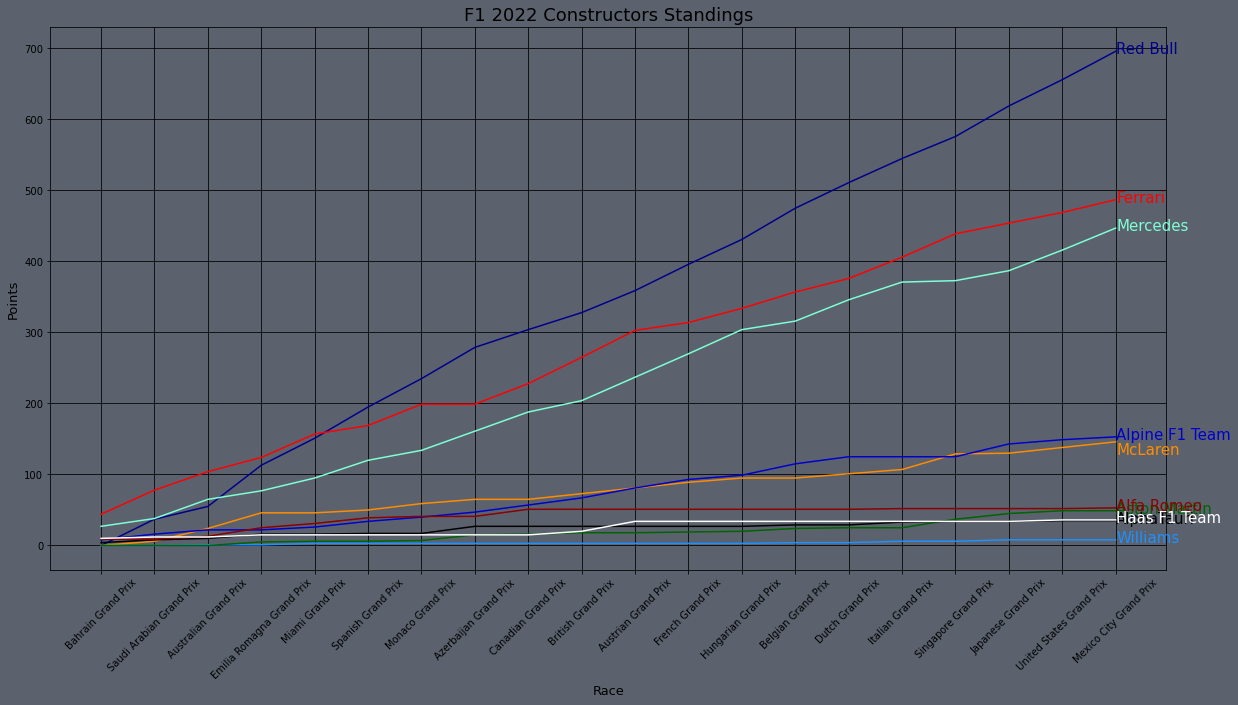 F1 2022 Constructors Standings
Points
700
600
500
400
300
200
100
0
Red Bull
Ferrari
Mercedes
Alpine F1 Team
McLaren
Alfa Romeo
Haas F1 Team
Williams
Bahrain Grand Prix
Saudi Arabian Grand Prix
Australian Grand Prix
Emilia Romagna Grand Prix
Miami Grand Prix
Spanish Grand Prix
Monaco Grand Prix
Azerbaijan Grand Prix
Canadian Grand Prix
British Grand Prix
Austrian Grand Prix
French Grand Prix
Hungarian Grand Prix
Belgian Grand Prix
Dutch Grand Prix
Italian Grand Prix
Singapore Grand Prix
Japanese Grand Prix
United States Grand Prix
Mexico City Grand Prix
Race